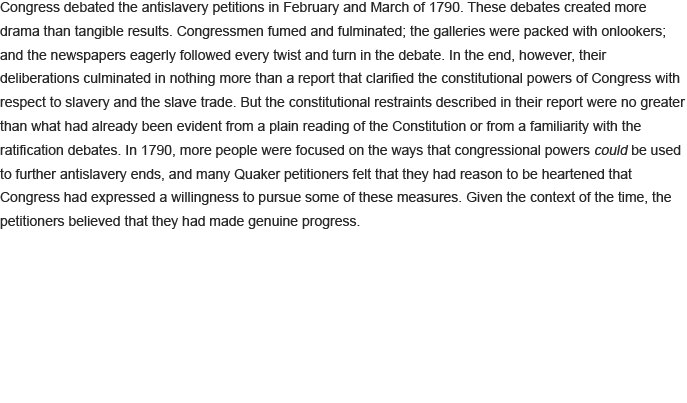 Congress debated the antislavery petitions in February and March of 1790. These debates created more
drama than tangible results. Congressmen fumed and fulminated; the galleries were packed with onlookers;
and the newspapers eagerly followed every twist and turn in the debate. In the end, however, their
deliberations culminated in nothing more than a report that clarified the constitutional powers of Congress with
respect to slavery and the slave trade. But the constitutional restraints described in their report were no greater
than what had already been evident from a plain reading of the Constitution or from a familiarity with the
ratification debates. In 1790, more people were focused on the ways that congressional powers could be used
to further antislavery ends, and many Quaker petitioners felt that they had reason to be heartened that
Congress had expressed a willingness to pursue some of these measures. Given the context of the time, the
petitioners believed that they had made genuine progress.